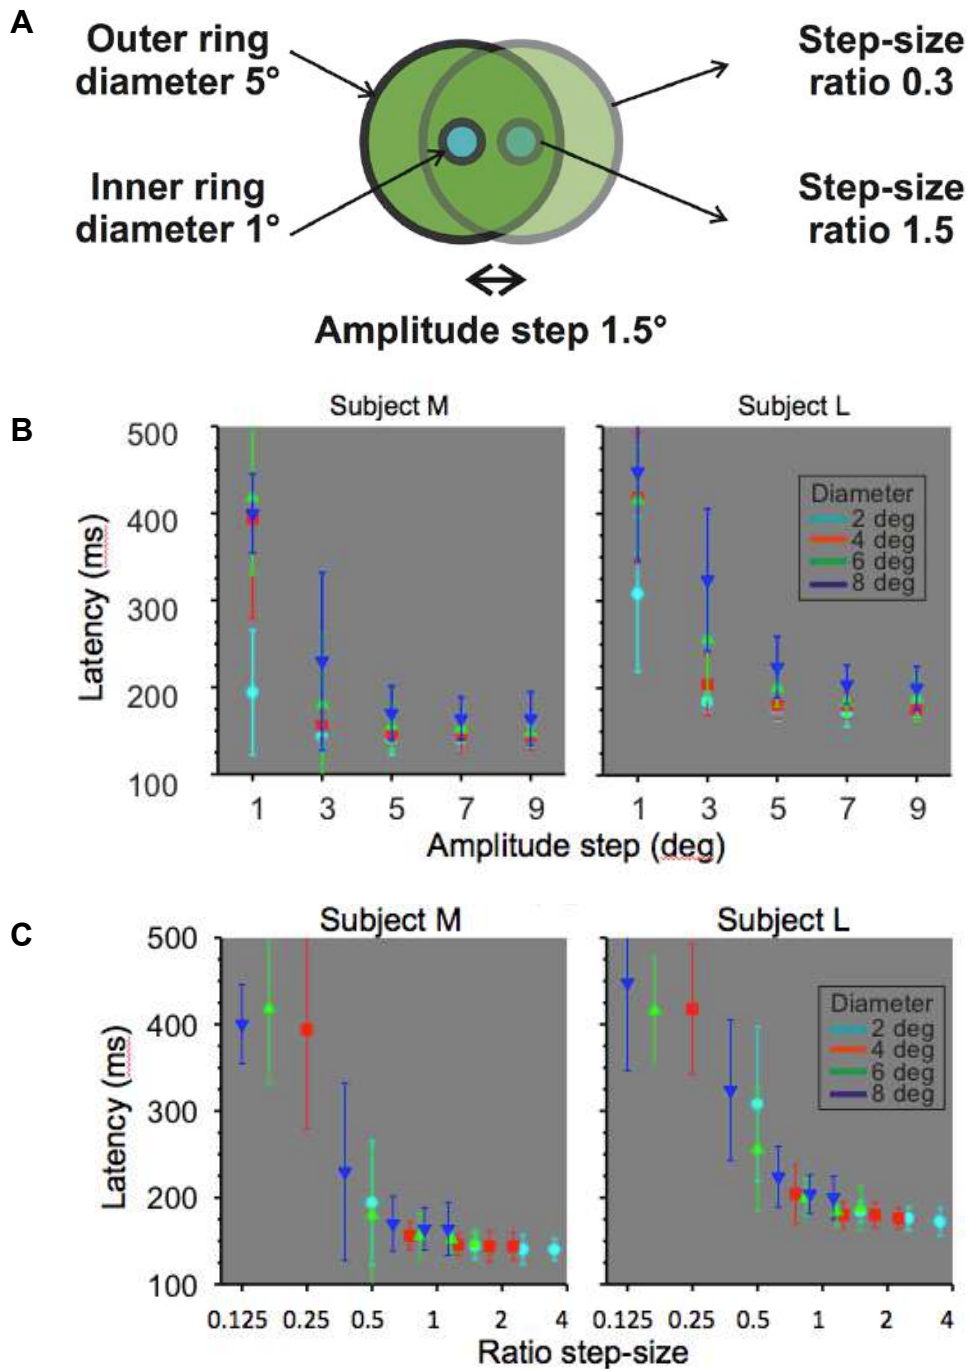 A
Outer ring
diameter 5°
Step-size
ratio 0.3
Inner ring
diameter 1°
Step-size
ratio 1.5
Amplitude step 1.5°
B
Subject M
Subject L
500
400
300
200
100
Latency (ms)
Diameter
2 deg
4 deg
6 deg
8 deg
1 3 5 7 9
1 3 5 7 9
Amplitude step (deg)
C
Subject M
Subject L
500
400
300
200
100
Latency (ms)
Diameter
2 deg
4 deg
6 deg
8 deg
0.125 0.25 0.5 1 2 4
0.125 0.25 0.5 1 2 4
Ratio step-size